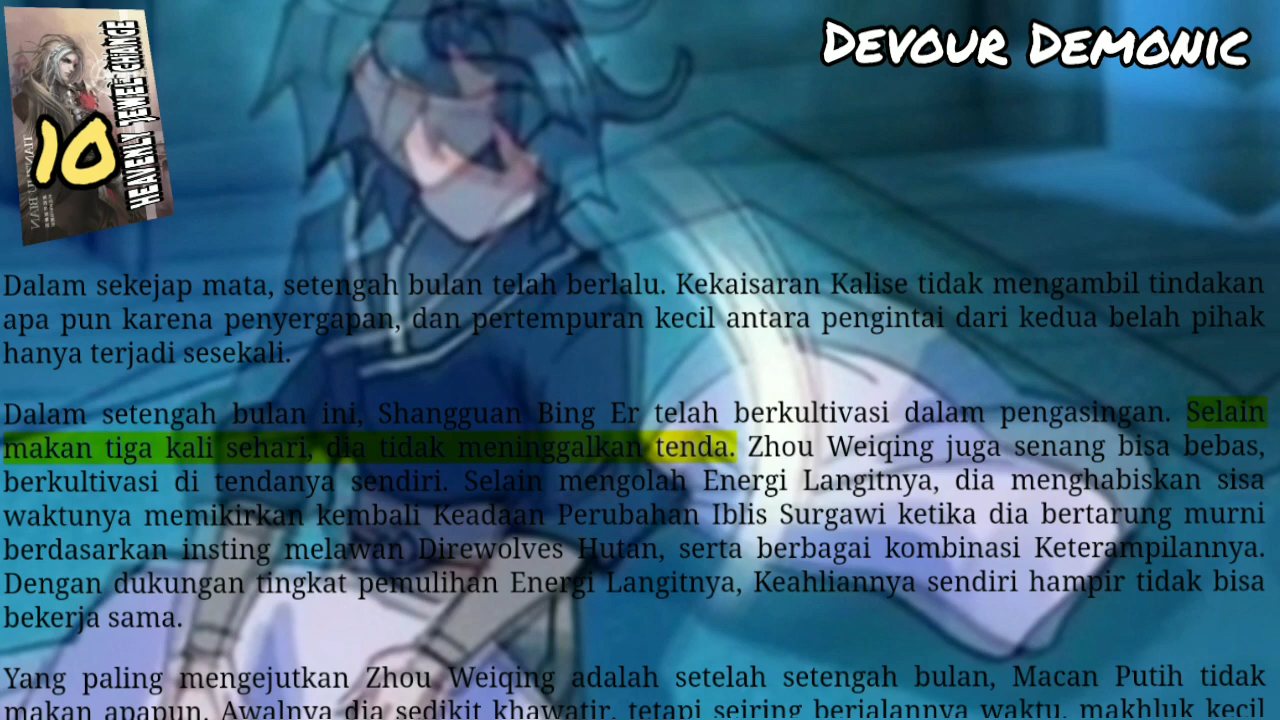 DEVOUR DEMONIC
10
HEAVENLY JEWEL CHANGE
Dalam sekejap mata, setengah bulan telah berlalu. Kekaisaran Kalise tidak mengambil tindakan
apa pun karena penyergapan, dan pertempuran kecil antara pengintai dari kedua belah pihak
hanya terjadi sesekali.
Dalam setengah bulan ini, Shangguan Bing Er telah berkultivasi dalam pengasingan. Selain
makan tiga kali sehari, dia tidak meninggalkan tenda. Zhou Weiqing juga senang bisa bebas,
berkultivasi di tendanya sendiri. Selain mengolah Energi Langitnya, dia menghabiskan sisa
waktunya memikirkan kembali Keadaan Perubahan Iblis Surgawi ketika dia bertarung murni
berdasarkan insting melawan Direwolves Hutan, serta berbagai kombinasi Keterampilannya.
Dengan dukungan tingkat pemulihan Energi Langitnya, Keahliannya sendiri hampir tidak bisa
bekerja sama.
Yang paling mengejutkan Zhou Weiqing adalah setelah setengah bulan, Macan Putih tidak
makan apapun. Awalnya dia sedikit khawatir, tetapi seiring berjalannya waktu, makhluk kecil